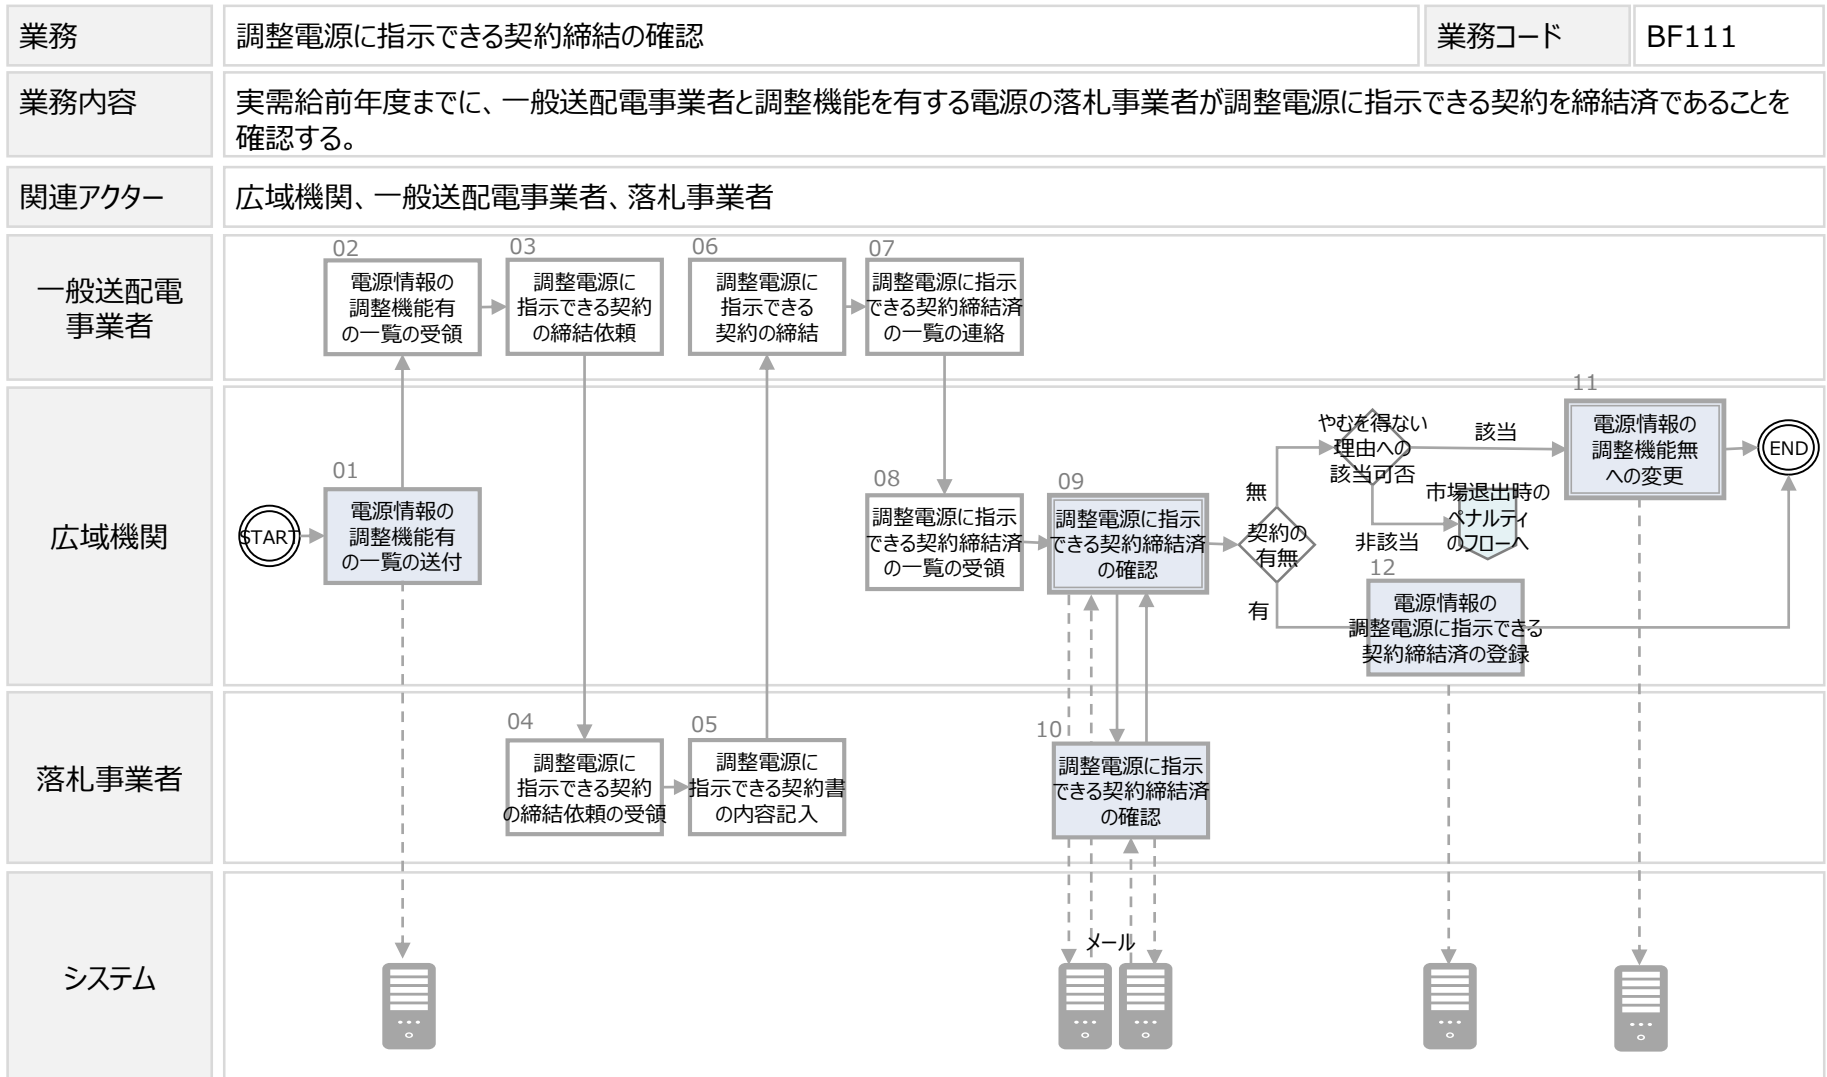 業務
調整電源に指示できる契約締結の確認
業務コード
BF111
業務内容
実需給前年度までに、一般送配電事業者と調整機能を有する電源の落札事業者が調整電源に指示できる契約を締結済であることを
確認する。
関連アクター
広域機関、一般送配電事業者、落札事業者
一般送配電
事業者
02
電源情報の
調整機能有
の一覧の受領
03
調整電源に
指示できる契約
の締結依頼
06
調整電源に
指示できる
契約の締結
07
調整電源に指示
できる契約締結済
の一覧の連絡
広域機関
START
01
電源情報の
調整機能有
の一覧の送付
08
調整電源に指示
できる契約締結済
の一覧の受領
09
調整電源に指示
できる契約締結済
の確認
契約の
有無
無
有
やむを得ない
理由への
該当可否
該当
非該当
市場退出時の
ペナルティ
のフローへ
11
電源情報の
調整機能無
への変更
END
12
電源情報の
調整電源に指示できる
契約締結済の登録
落札事業者
04
調整電源に
指示できる契約
の締結依頼の受領
05
調整電源に
指示できる契約書
の内容記入
10
調整電源に指示
できる契約締結済
の確認
システム
メール